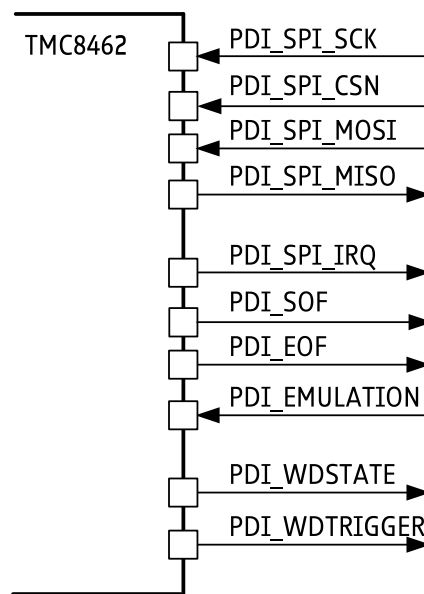 TMC8462
PDI_SPI_SCK
PDI_SPI_CSN
PDI_SPI_MOSI
PDI_SPI_MISO
PDI_SPI_IRQ
PDI_SOF
PDI_EOF
PDI_EMULATION
PDI_WDSTATE
PDI_WDTRIGGER